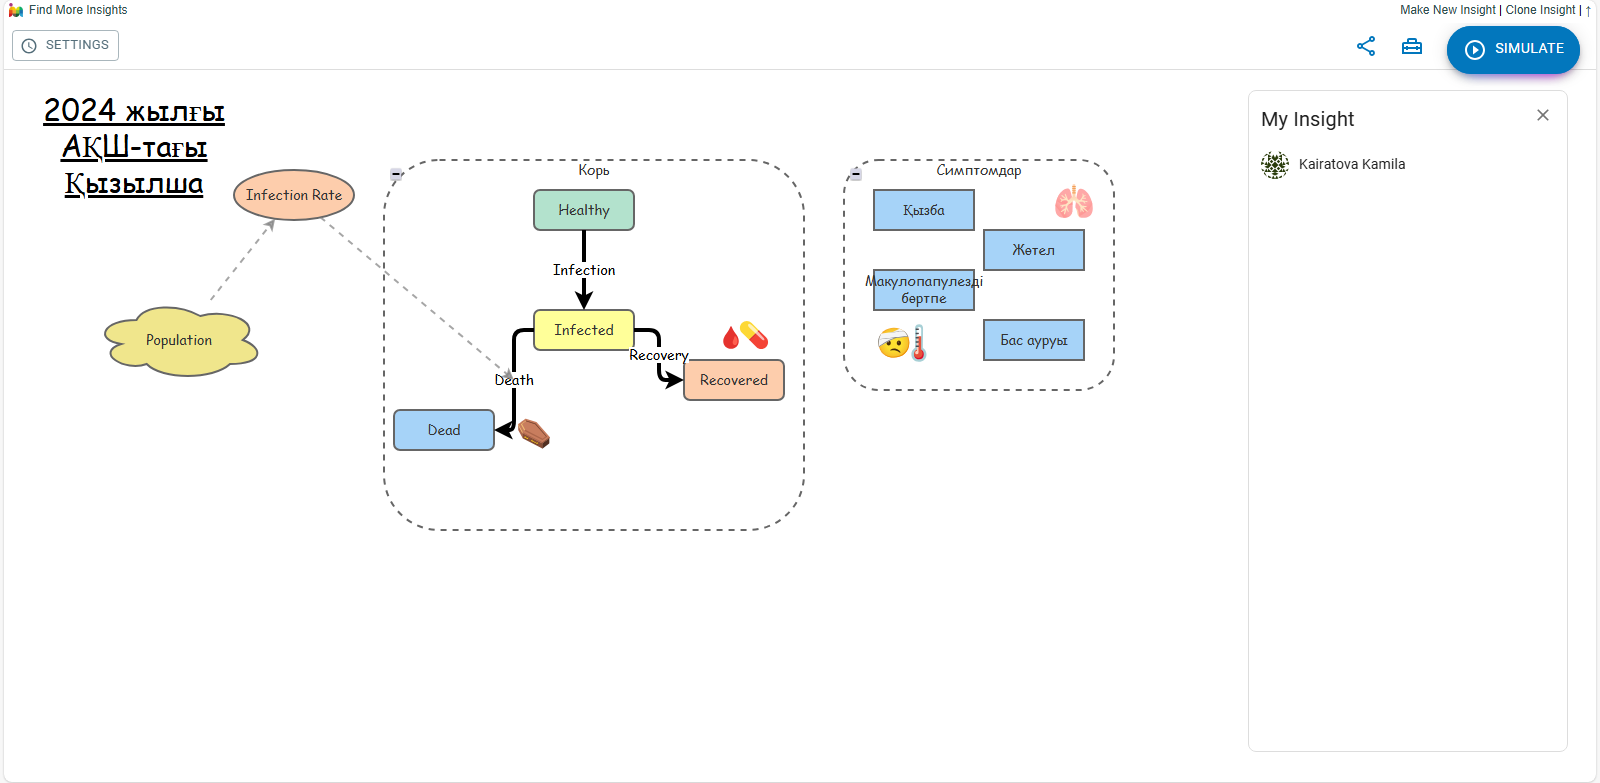 Find More Insights
Make New Insight | Clone Insight | ↑
SETTINGS
SIMULATE
2024 жылғы
АҚШ-тағы
Қызылша
Infection Rate
Population
Корь
Healthy
Infection
Infected
Recovery
Death
Recovered
Dead
Симптомдар
Қызба
Жөтел
Макулопапулезді
бөртпе
Бас ауруы
My Insight
Kairatova Kamila